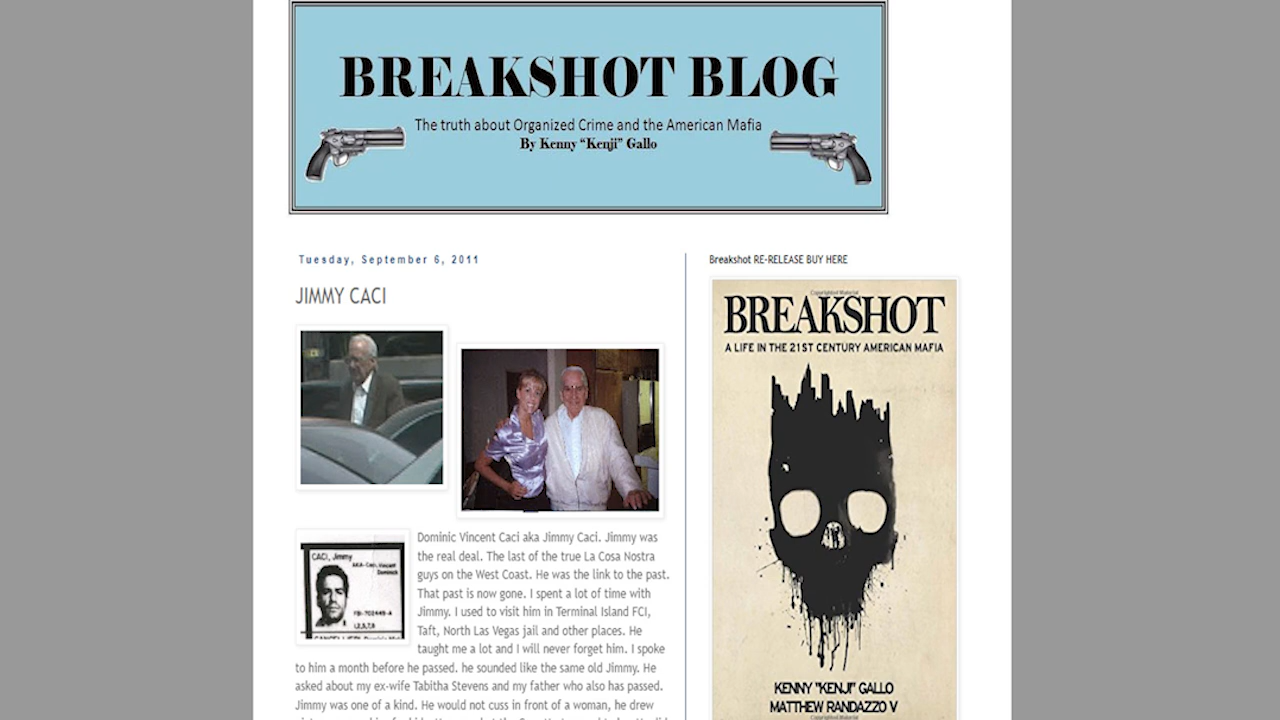 BREAKSHOT BLOG
The truth about Organized Crime and the American Mafia
By Kenny “Kenji” Gallo
Tuesday, September 6, 2011
JIMMY CACI
CACI, Jimmy
Dominic
FBI-702445-A
Dominic Vincent Caci aka Jimmy Caci. Jimmy was
the real deal. The last of the true La Cosa Nostra
guys on the West Coast. He was the link to the past.
That past is now gone. I spent a lot of time with
Jimmy. I used to visit him in Terminal Island FCI,
Taft, North Las Vegas jail and other places. He
taught me a lot and I will never forget him. I spoke
to him a month before he passed. he sounded like the same old Jimmy. He
asked about my ex-wife Tabitha Stevens and my father who also has passed.
Jimmy was one of a kind. He would not cuss in front of a woman, he drew
Breakshot RE-RELEASE BUY HERE
Copyrighted Material
BREAKSHOT
A LIFE IN THE 21ST CENTURY AMERICAN MAFIA
KENNY "KENJI" GALLO
MATTHEW RANDAZZO V
Copyrighted Material